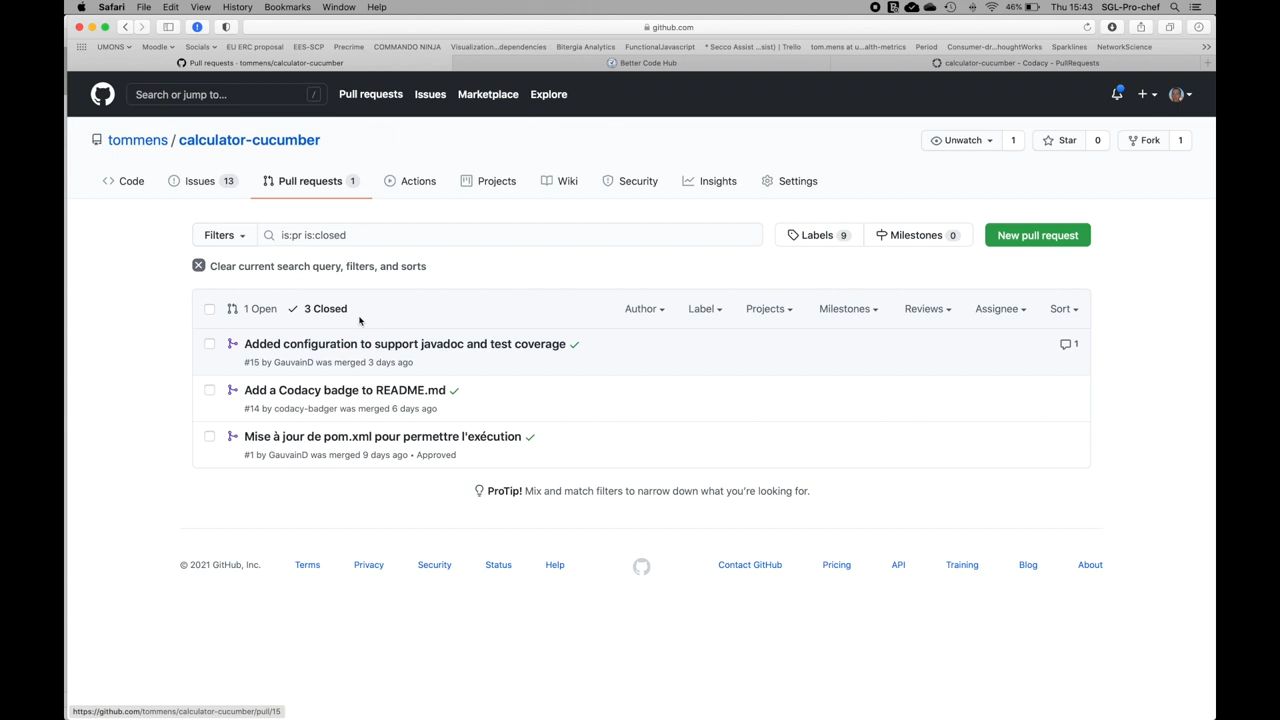 Safari File Edit View History Bookmarks Window Help 46% Thu 15:43 SGL-Pro-chef
github.com
UMONS Moodle Socials EU ERC proposal EES-SCP Precrime COMMANDO NINJA Visualization...dependencies Bitergia Analytics FunctionalJavascript * Secco Assist ...sist) | Trello tom.mens at u...alth-metrics Period Consumer-dr...houghtWorks Sparklines NetworkScience
Pull requests · tommens/calculator-cucumber Better Code Hub calculator-cucumber - Codacy - PullRequests
Search or jump to... / Pull requests Issues Marketplace Explore
tommens / calculator-cucumber Unwatch 1 Star 0 Fork 1
Code Issues 13 Pull requests 1 Actions Projects Wiki Security Insights Settings
Filters is:pr is:closed Labels 9 Milestones 0 New pull request
Clear current search query, filters, and sorts
1 Open 3 Closed Author Label Projects Milestones Reviews Assignee Sort
Added configuration to support javadoc and test coverage 1
#15 by GauvainD was merged 3 days ago
Add a Codacy badge to README.md
#14 by codacy-badger was merged 6 days ago
Mise à jour de pom.xml pour permettre l'exécution
#1 by GauvainD was merged 9 days ago • Approved
ProTip! Mix and match filters to narrow down what you're looking for.
© 2021 GitHub, Inc. Terms Privacy Security Status Help Contact GitHub Pricing API Training Blog About
https://github.com/tommens/calculator-cucumber/pull/15